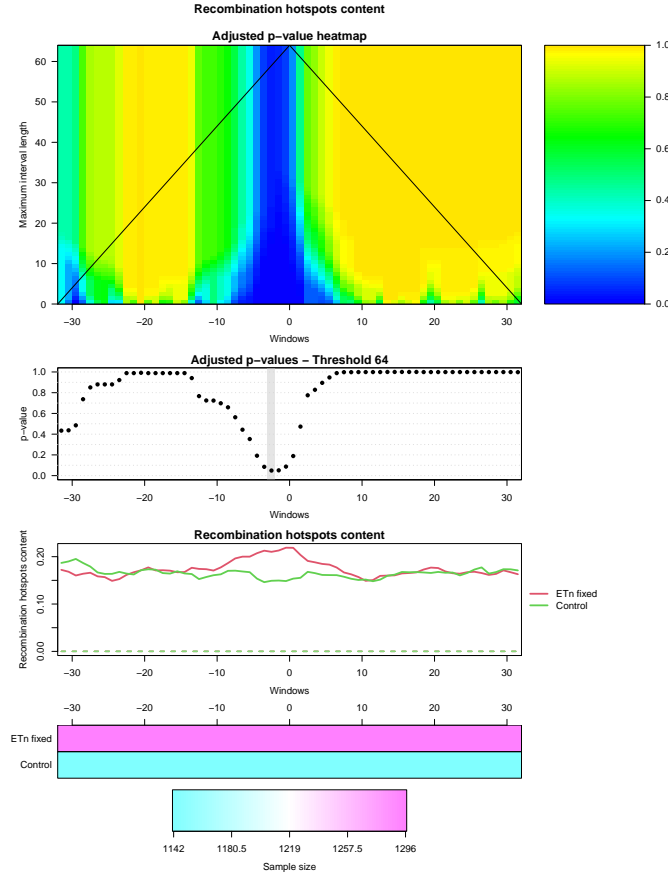 Recombination hotspots content
Adjusted p−value heatmap
Maximum interval length
0 10 20 30 40 50 60
−30 −20 −10 0 10 20 30
Windows
0.0 0.2 0.4 0.6 0.8 1.0
Adjusted p−values − Threshold 64
p−value
0.0 0.2 0.4 0.6 0.8 1.0
−30 −20 −10 0 10 20 30
Windows
Recombination hotspots content
Recombination hotspots content
0.00 0.10 0.20
−30 −20 −10 0 10 20 30
Windows
ETn fixed
Control
−30 −20 −10 0 10 20 30
ETn fixed
Control
1142 1180.5 1219 1257.5 1296
Sample size